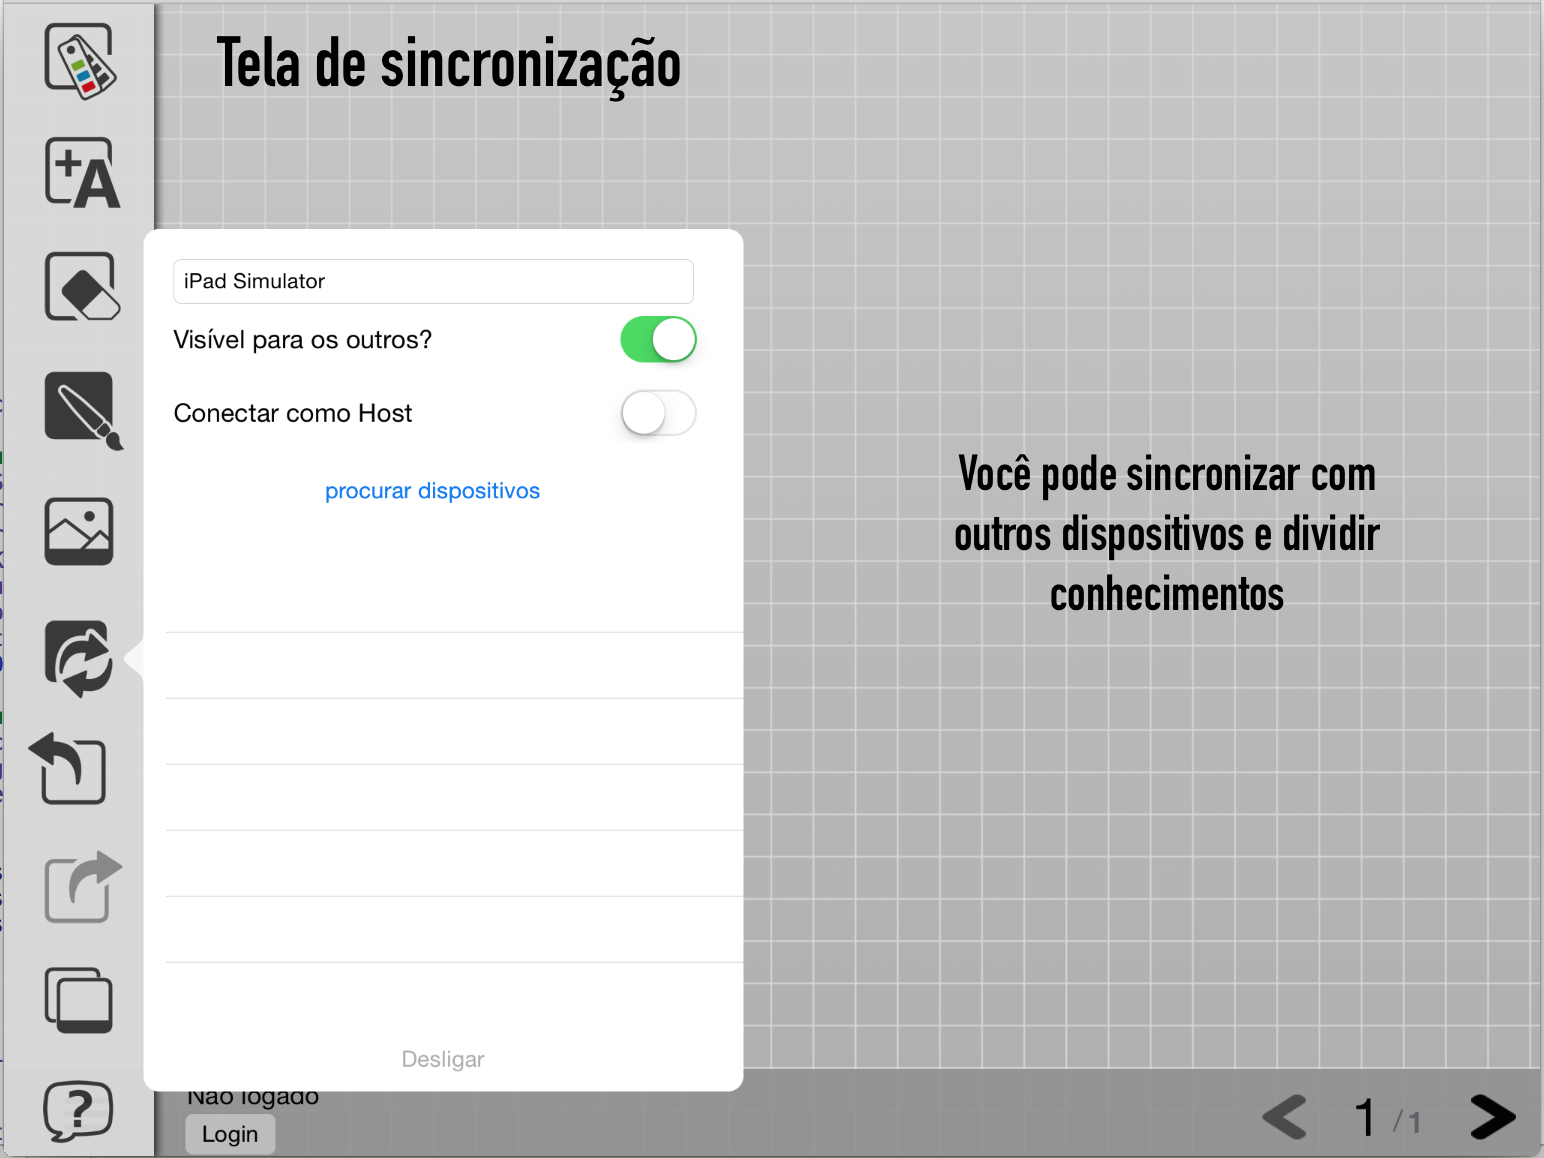 Tela de sincronização
+A
iPad Simulator
Visível para os outros?
Conectar como Host
procurar dispositivos
Você pode sincronizar com
outros dispositivos e dividir
conhecimentos
Desligar
Não logado
Login
?
1 / 1